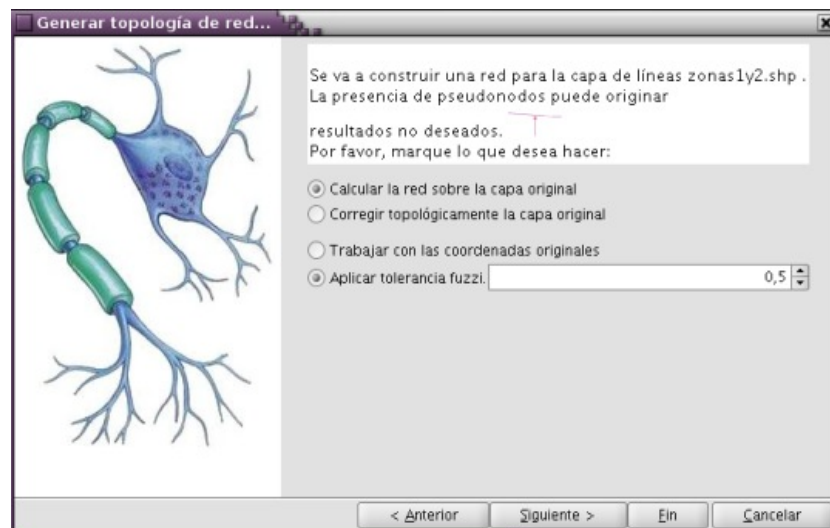 Generar topología de red...
Se va a construir una red para la capa de líneas zonas1y2.shp .
La presencia de pseudonodos puede originar
resultados no deseados.
Por favor, marque lo que desea hacer:
Calcular la red sobre la capa original
Corregir topológicamente la capa original
Trabajar con las coordenadas originales
Aplicar tolerancia fuzzi. 0,5
< Anterior Siguiente > Fin Cancelar